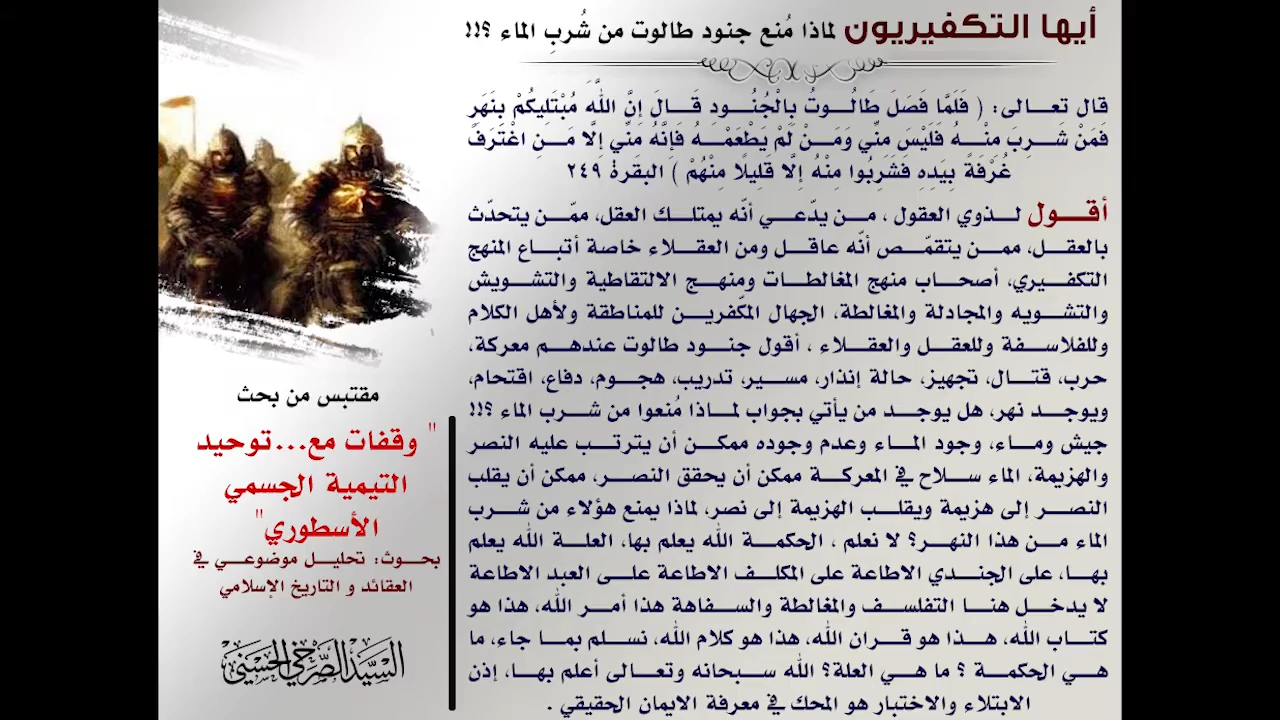 أيها التكفيريون لماذا مُنع جنود طالوت من شُربِ الماء ؟!!
قال تعالى: ( فَلَمَّا فَصَلَ طَالُوتُ بِالْجُنُودِ قَالَ إِنَّ اللَّهَ مُبْتَلِيكُمْ بِنَهَرٍ
فَمَنْ شَرِبَ مِنْهُ فَلَيْسَ مِنِّي وَمَنْ لَمْ يَطْعَمْهُ فَإِنَّهُ مِنِّي إِلَّا مَنِ اغْتَرَفَ
غُرْفَةً بِيَدِهِ فَشَرِبُوا مِنْهُ إِلَّا قَلِيلًا مِنْهُمْ ) البَقَرةُ ٢٤٩
أقول لذوي العقول ، من يدّعي أنّه يمتلك العقل، ممّن يتحدّث
بالعقل، ممن يتقمّص أنّه عاقل ومن العقلاء خاصة أتباع المنهج
التكفيري، أصحاب منهج المغالطات ومنهج الالتقاطية والتشويش
والتشويه والمجادلة والمغالطة، الجهال المكفرين للمناطقة ولأهل الكلام
وللفلاسفة وللعقل والعقلاء ، أقول جنود طالوت عندهم معركة،
حرب، قتال، تجهيز، حالة إنذار، مسير، تدريب، هجوم، دفاع، اقتحام،
ويوجد نهر، هل يوجد من يأتي بجواب لماذا مُنعوا من شرب الماء ؟!!
جيش وماء، وجود الماء وعدم وجوده ممكن أن يترتب عليه النصر
والهزيمة، الماء سلاح في المعركة ممكن أن يحقق النصر، ممكن أن يقلب
النصر إلى هزيمة ويقلب الهزيمة إلى نصر، لماذا يمنع هؤلاء من شرب
الماء من هذا النهر؟ لا نعلم ، الحكمة الله يعلم بها، العلة الله يعلم
بها، على الجندي الاطاعة على المكلف الاطاعة على العبد الاطاعة
لا يدخل هنا التفلسف والمغالطة والسفاهة هذا أمر الله، هذا هو
كتاب الله، هذا هو قران الله، هذا هو كلام الله، نسلم بما جاء، ما
هي الحكمة ؟ ما هي العلة؟ الله سبحانه وتعالى أعلم بها، إذن
الابتلاء والاختبار هو المحك في معرفة الايمان الحقيقي .
مقتبس من بحث
" وقفات مع...توحيد
التيمية الجسمي
الأسطوري"
بحوث: تحليل موضوعي في
العقائد و التاريخ الإسلامي
السيد الصرخي الحسني